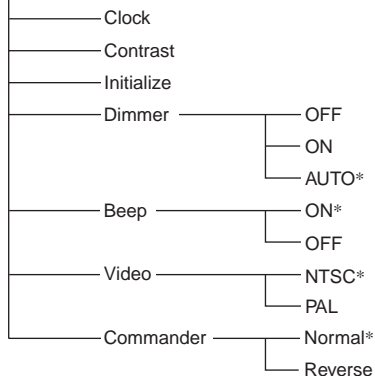 Clock
Contrast
Initialize
Dimmer OFF
ON
AUTO*
Beep ON*
OFF
Video NTSC*
PAL
Commander Normal*
Reverse